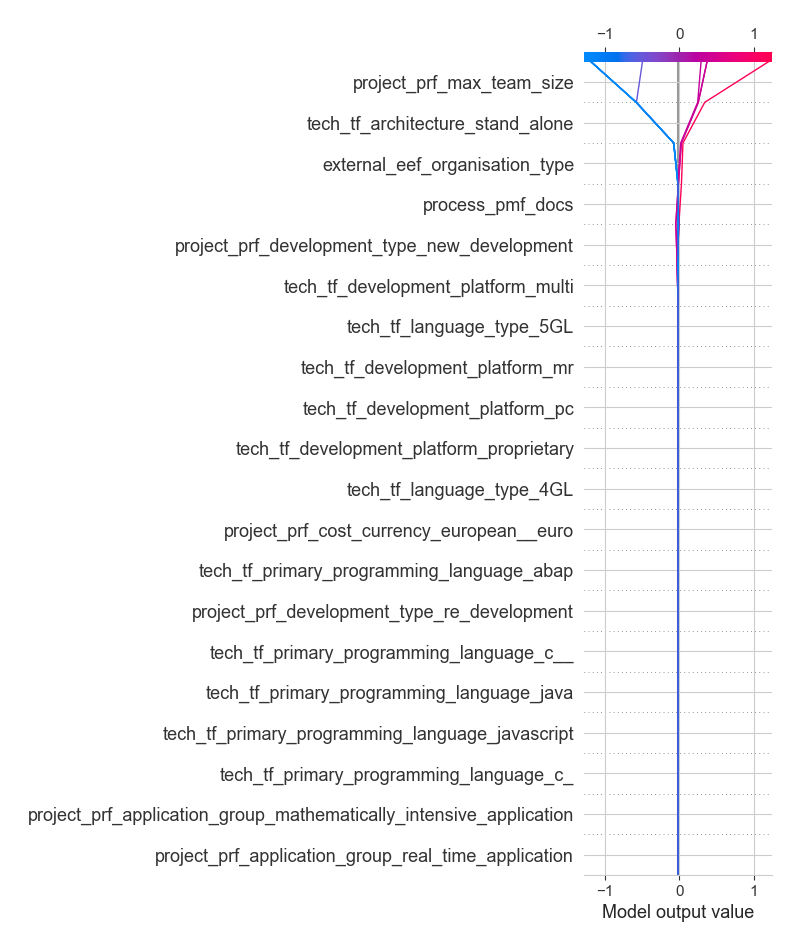 −1 0 1
project_prf_max_team_size
tech_tf_architecture_stand_alone
external_eef_organisation_type
process_pmf_docs
project_prf_development_type_new_development
tech_tf_development_platform_multi
tech_tf_language_type_5GL
tech_tf_development_platform_mr
tech_tf_development_platform_pc
tech_tf_development_platform_proprietary
tech_tf_language_type_4GL
project_prf_cost_currency_european__euro
tech_tf_primary_programming_language_abap
project_prf_development_type_re_development
tech_tf_primary_programming_language_c__
tech_tf_primary_programming_language_java
tech_tf_primary_programming_language_javascript
tech_tf_primary_programming_language_c_
project_prf_application_group_mathematically_intensive_application
project_prf_application_group_real_time_application
−1 0 1
Model output value